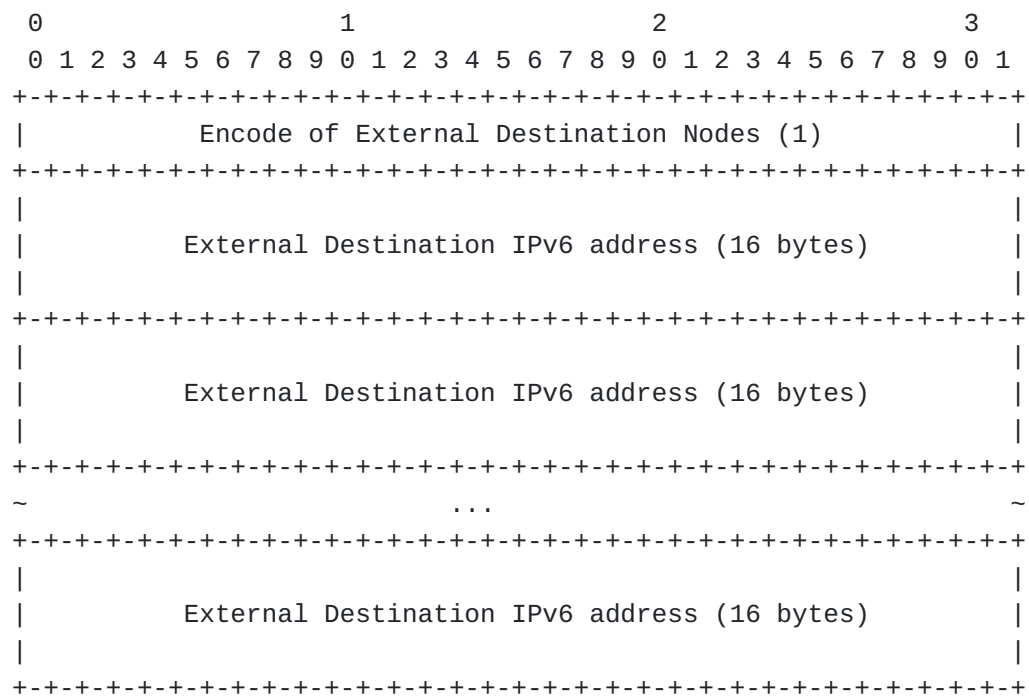 0                   1                   2                   3
 0 1 2 3 4 5 6 7 8 9 0 1 2 3 4 5 6 7 8 9 0 1 2 3 4 5 6 7 8 9 0 1
+-+-+-+-+-+-+-+-+-+-+-+-+-+-+-+-+-+-+-+-+-+-+-+-+-+-+-+-+-+-+-+-+
|           Encode of External Destination Nodes (1)            |
+-+-+-+-+-+-+-+-+-+-+-+-+-+-+-+-+-+-+-+-+-+-+-+-+-+-+-+-+-+-+-+-+
|                                                               |
|          External Destination IPv6 address (16 bytes)         |
|                                                               |
+-+-+-+-+-+-+-+-+-+-+-+-+-+-+-+-+-+-+-+-+-+-+-+-+-+-+-+-+-+-+-+-+
|                                                               |
|          External Destination IPv6 address (16 bytes)         |
|                                                               |
+-+-+-+-+-+-+-+-+-+-+-+-+-+-+-+-+-+-+-+-+-+-+-+-+-+-+-+-+-+-+-+-+
~                           ...                                 ~
+-+-+-+-+-+-+-+-+-+-+-+-+-+-+-+-+-+-+-+-+-+-+-+-+-+-+-+-+-+-+-+-+
|                                                               |
|          External Destination IPv6 address (16 bytes)         |
|                                                               |
+-+-+-+-+-+-+-+-+-+-+-+-+-+-+-+-+-+-+-+-+-+-+-+-+-+-+-+-+-+-+-+-+